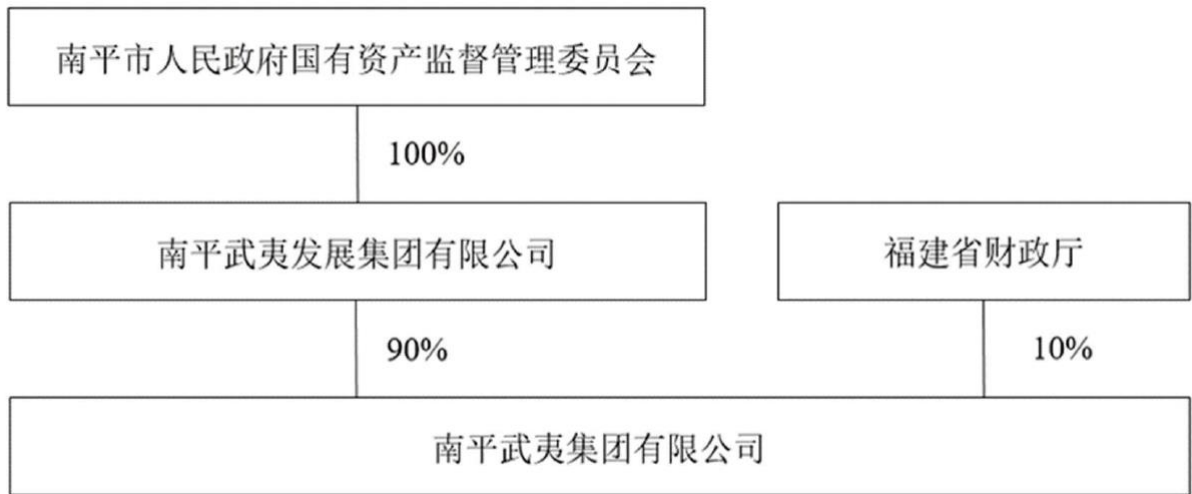 南平市人民政府国有资产监督管理委员会
100%
南平武夷发展集团有限公司
福建省财政厅
90%
10%
南平武夷集团有限公司